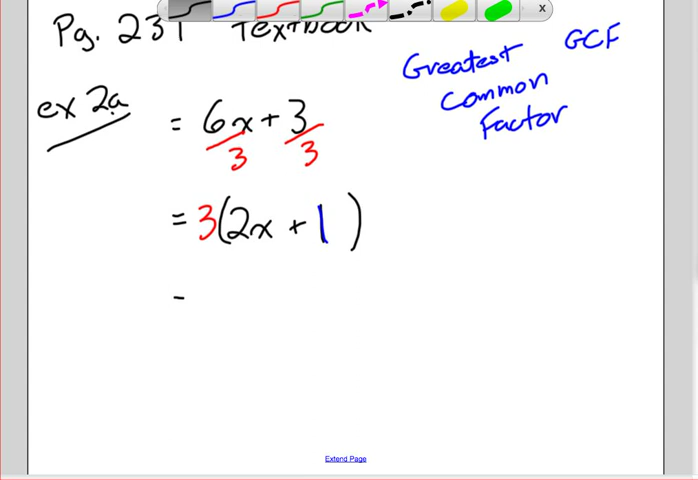 Pg. 231 Textbook
Greatest GCF
Common
Factor
ex 2a
= 6x + 3
3 3
= 3(2x + 1)
-
Extend Page
x